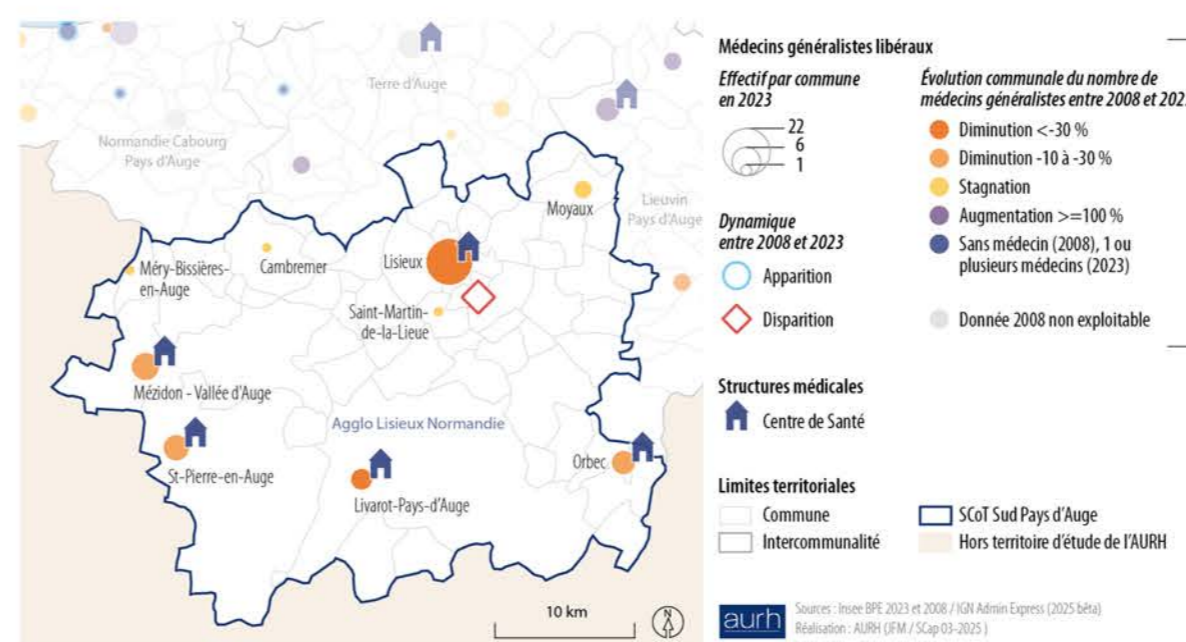 Terre d'Auge
Normandie Cabourg
Pays d'Auge
Lieuvin
Pays d'Auge
Moyaux
Méry-Bissières-
en-Auge
Cambremer
Lisieux
Saint-Martin-
de-la-Lieue
Mézidon - Vallée d'Auge
Agglo Lisieux Normandie
St-Pierre-en-Auge
Livarot-Pays-d'Auge
Orbec
10 km
N
Médecins généralistes libéraux
Effectif par commune
en 2023
22
6
1
Dynamique
entre 2008 et 2023
Apparition
Disparition
Évolution communale du nombre de
médecins généralistes entre 2008 et 202
Diminution <-30 %
Diminution -10 à -30 %
Stagnation
Augmentation >=100 %
Sans médecin (2008), 1 ou
plusieurs médecins (2023)
Donnée 2008 non exploitable
Structures médicales
Centre de Santé
Limites territoriales
Commune
Intercommunalité
SCoT Sud Pays d'Auge
Hors territoire d'étude de l'AURH
aurh
Sources : Insee BPE 2023 et 2008 / IGN Admin Express (2025 bêta)
Réalisation : AURH (JFM / SCap 03-2025 )